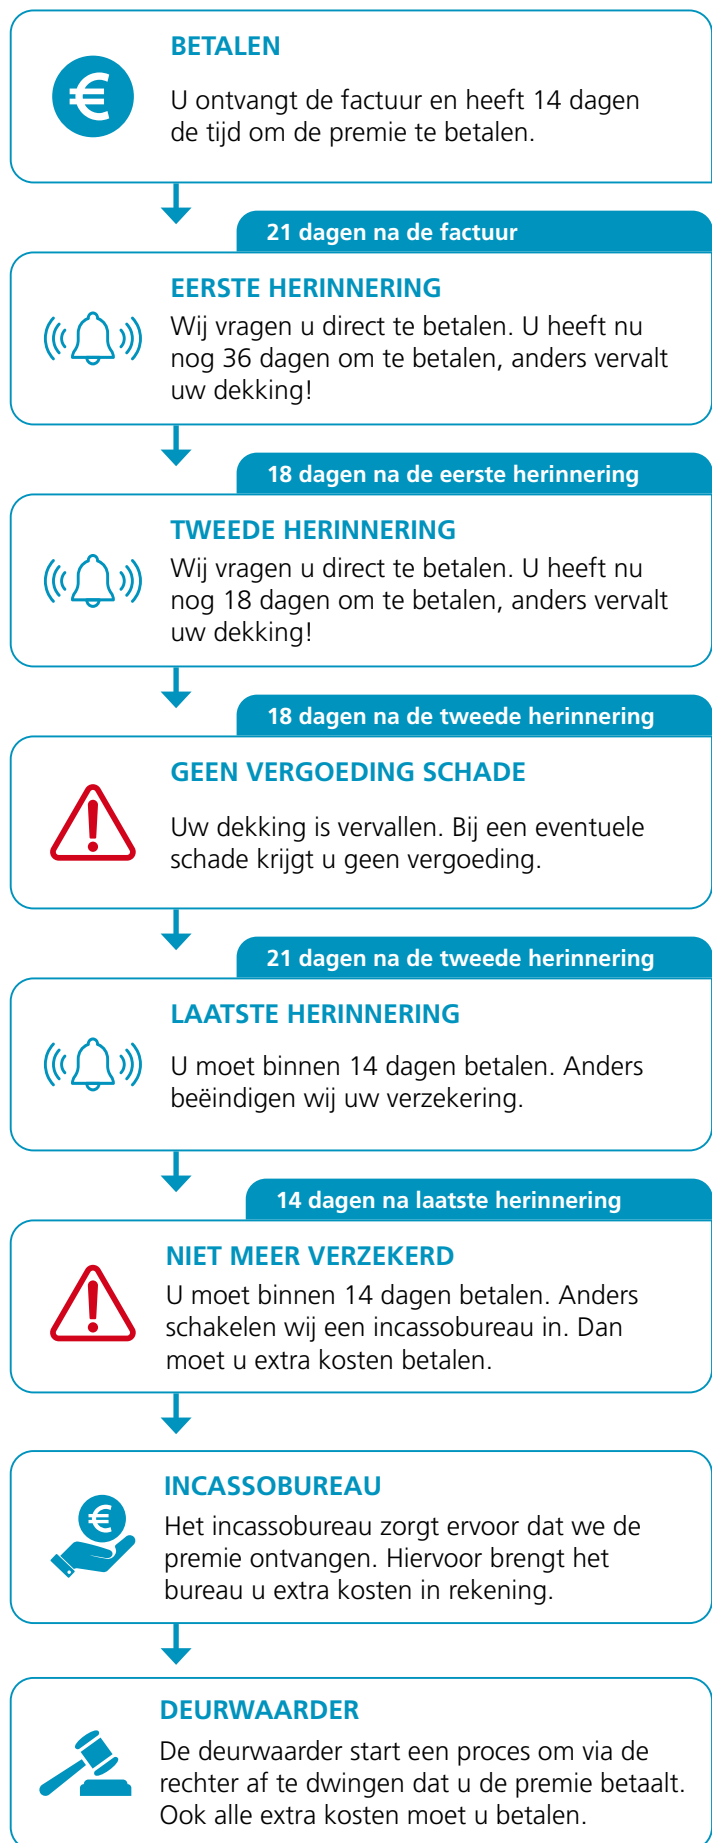 BETALEN
U ontvangt de factuur en heeft 14 dagen
de tijd om de premie te betalen.
21 dagen na de factuur
EERSTE HERINNERING
Wij vragen u direct te betalen. U heeft nu
nog 36 dagen om te betalen, anders vervalt
uw dekking!
18 dagen na de eerste herinnering
TWEEDE HERINNERING
Wij vragen u direct te betalen. U heeft nu
nog 18 dagen om te betalen, anders vervalt
uw dekking!
18 dagen na de tweede herinnering
GEEN VERGOEDING SCHADE
Uw dekking is vervallen. Bij een eventuele
schade krijgt u geen vergoeding.
21 dagen na de tweede herinnering
LAATSTE HERINNERING
U moet binnen 14 dagen betalen. Anders
beëindigen wij uw verzekering.
14 dagen na laatste herinnering
NIET MEER VERZEKERD
U moet binnen 14 dagen betalen. Anders
schakelen wij een incassobureau in. Dan
moet u extra kosten betalen.
INCASSOBUREAU
Het incassobureau zorgt ervoor dat we de
premie ontvangen. Hiervoor brengt het
bureau u extra kosten in rekening.
DEURWAARDER
De deurwaarder start een proces om via de
rechter af te dwingen dat u de premie betaalt.
Ook alle extra kosten moet u betalen.